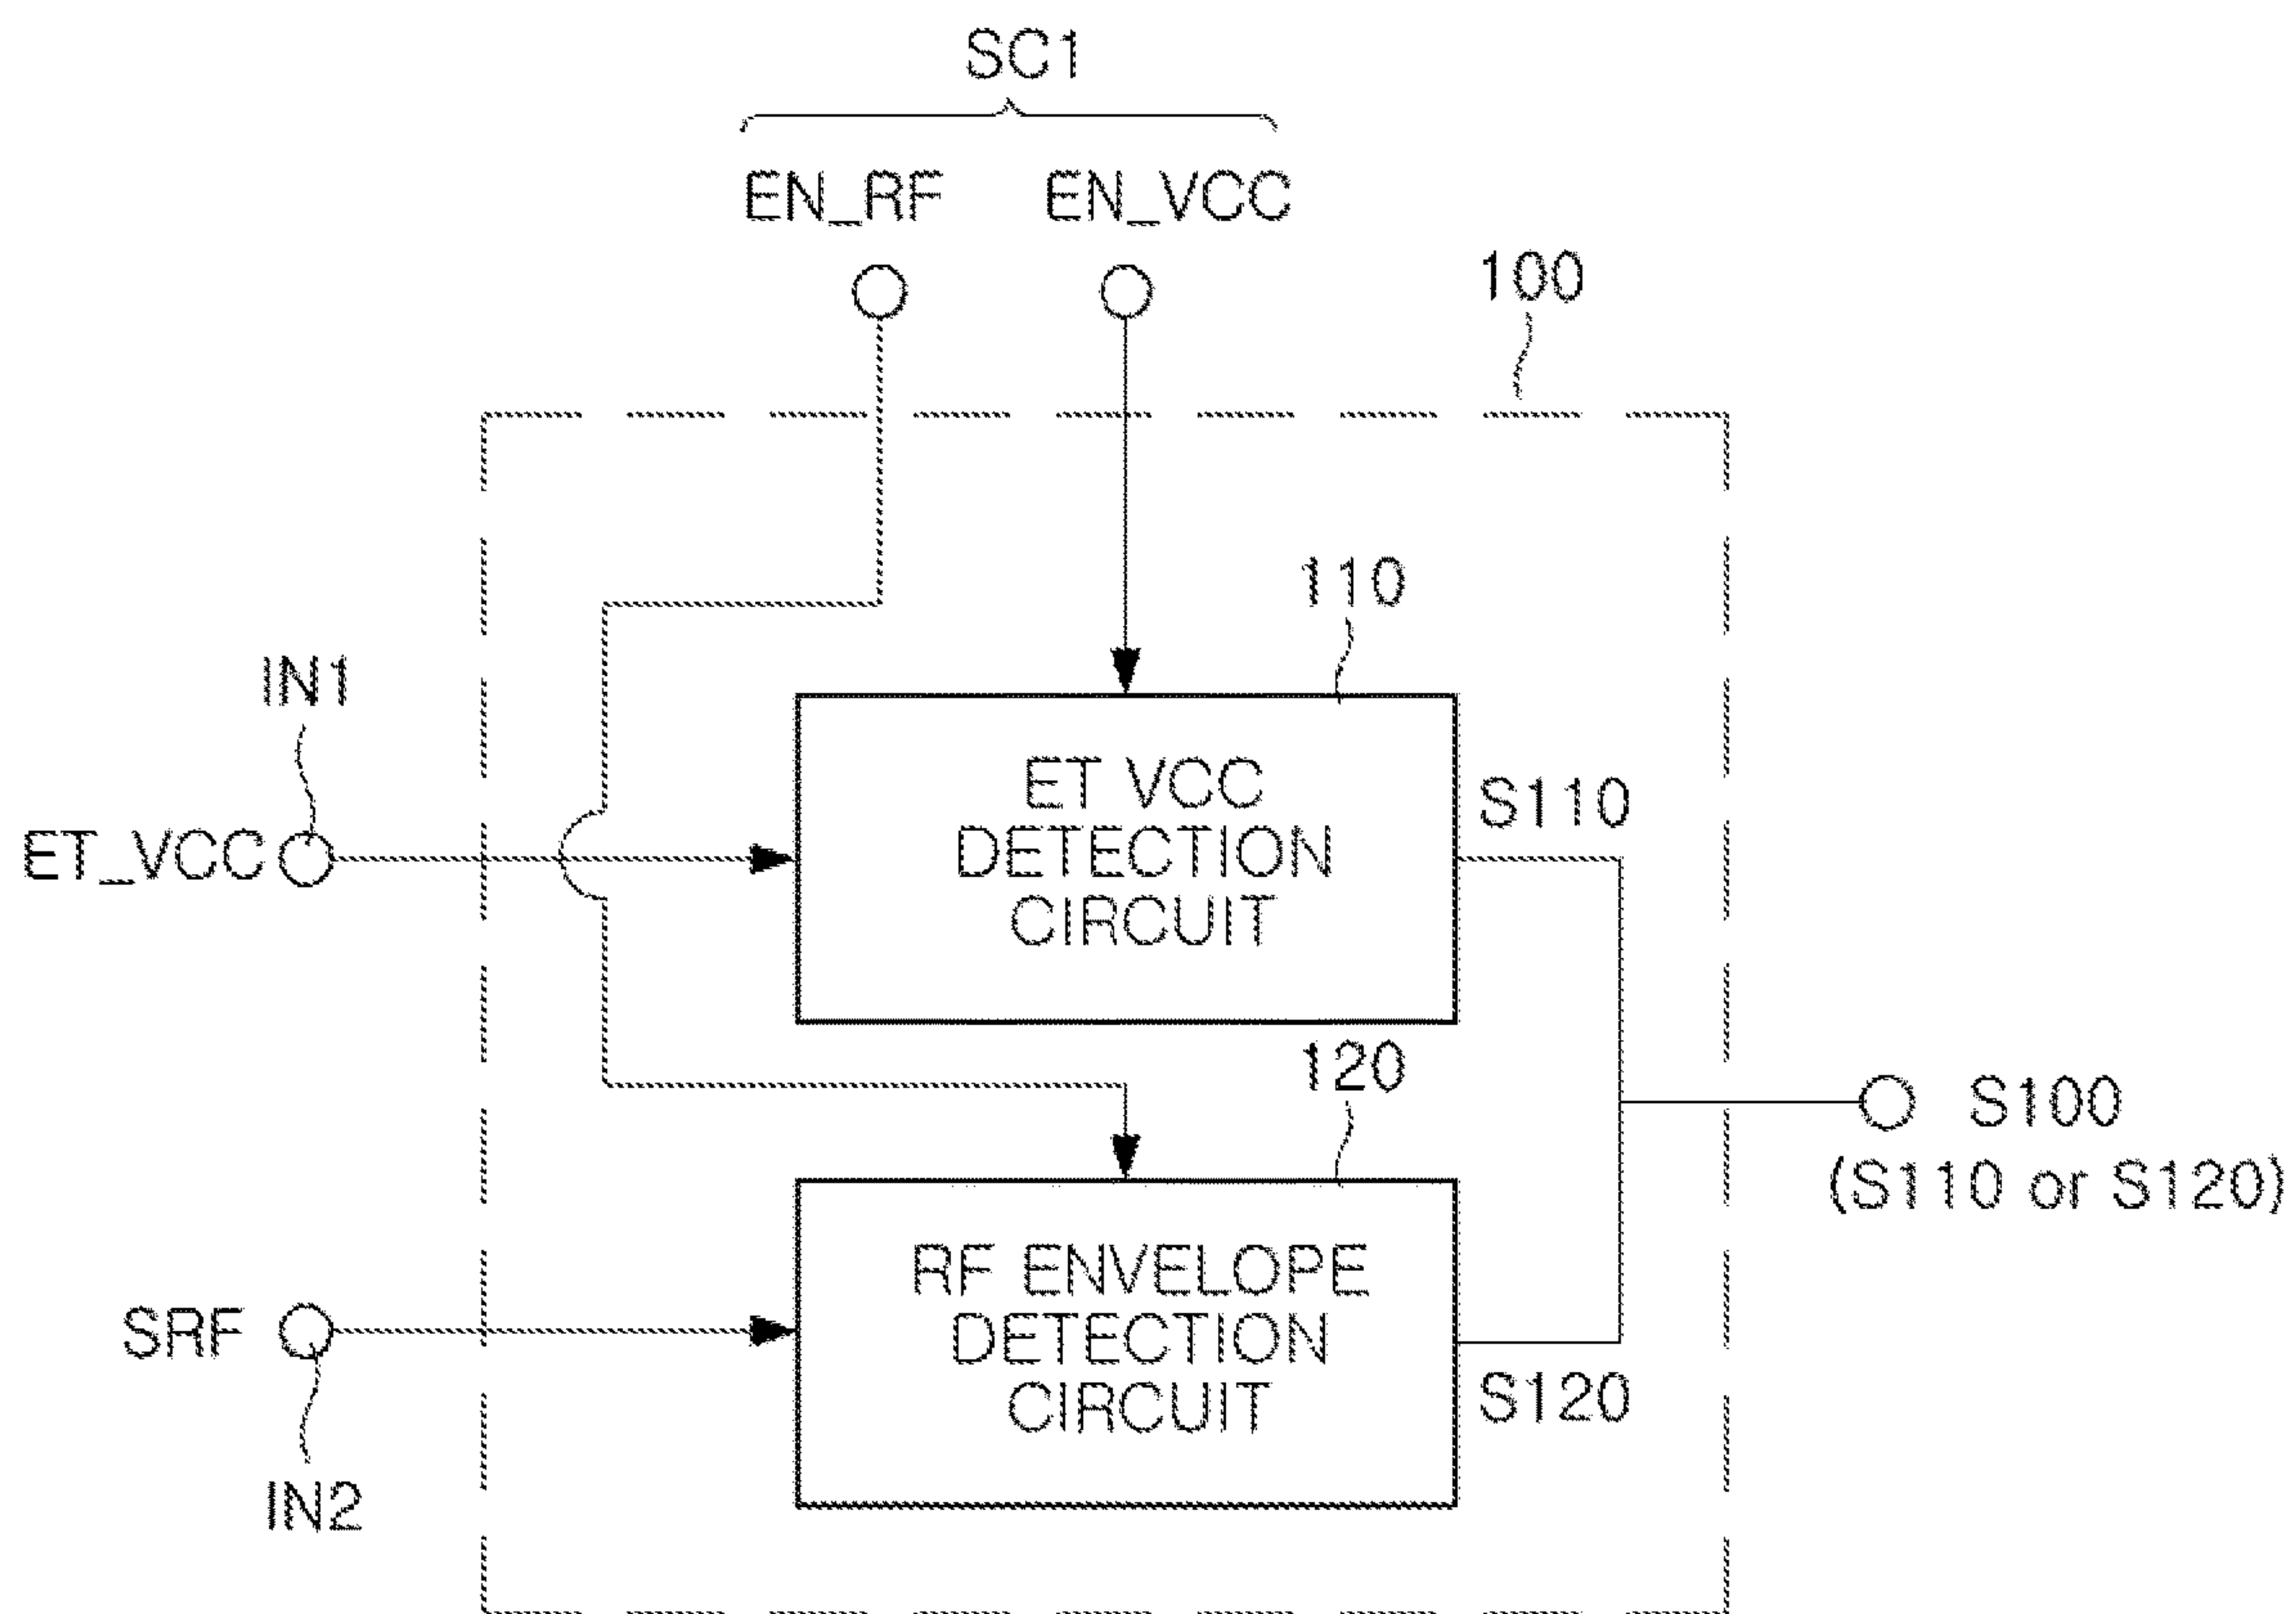 SC1
EN_RF EN_VCC
100
110
IN1
ET_VCC
ET VCC
DETECTION
CIRCUIT
S110
120
S100
(S110 or S120)
RF ENVELOPE
DETECTION
CIRCUIT
SRF
S120
IN2